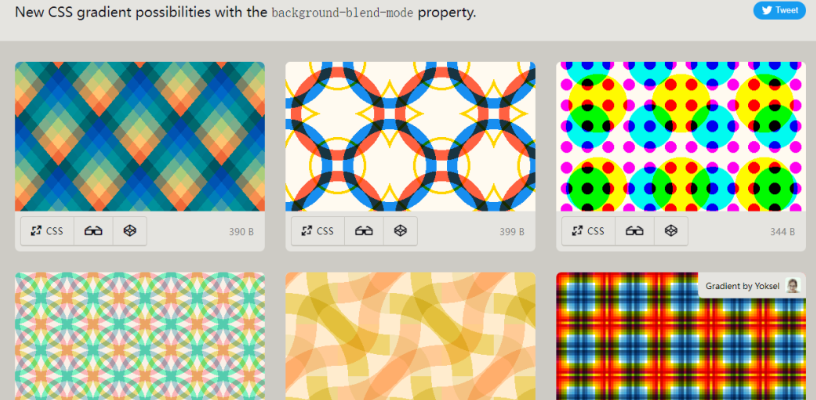 New CSS gradient possibilities with the background-blend-mode property.
Tweet
CSS 390 B
CSS 399 B
CSS 344 B
Gradient by Yoksel